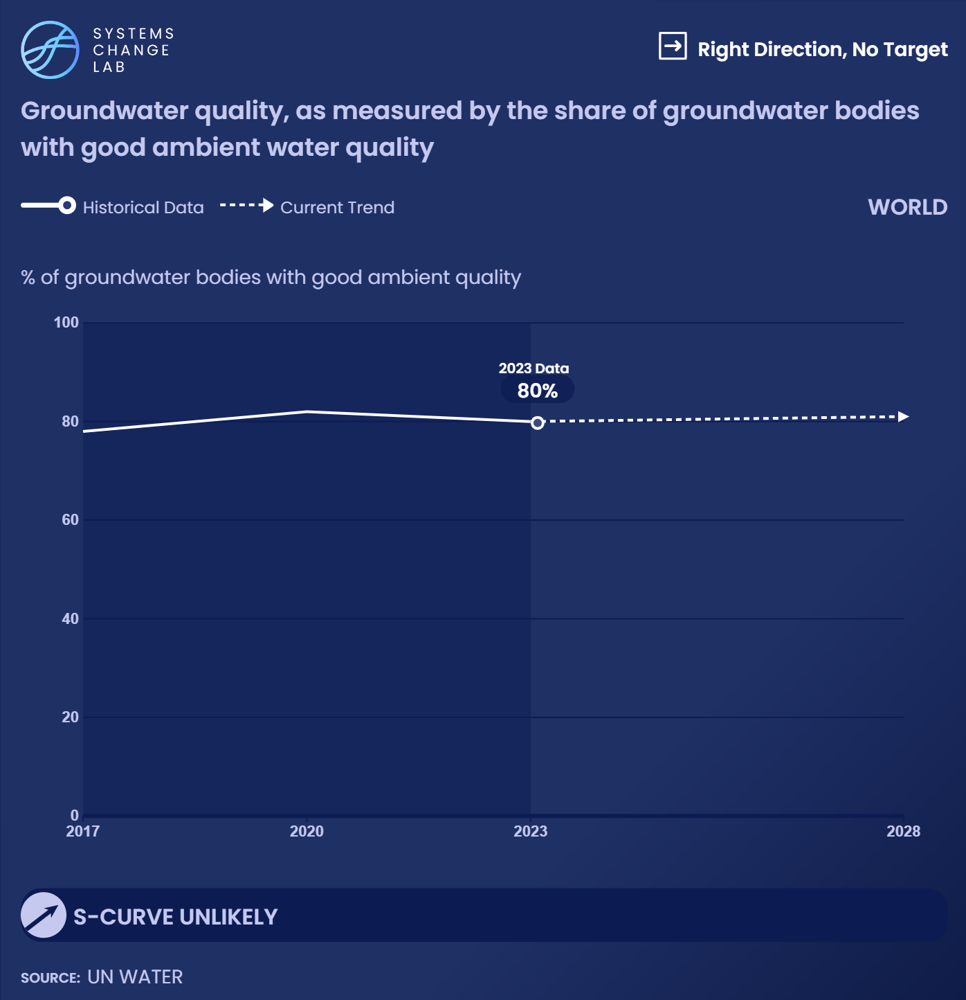 SYSTEMS
CHANGE
LAB
Right Direction, No Target
Groundwater quality, as measured by the share of groundwater bodies
with good ambient water quality
Historical Data
Current Trend
WORLD
% of groundwater bodies with good ambient quality
100
2023 Data
80%
80
60
40
20
0
2017
2020
2023
2028
S-CURVE UNLIKELY
SOURCE: UN WATER